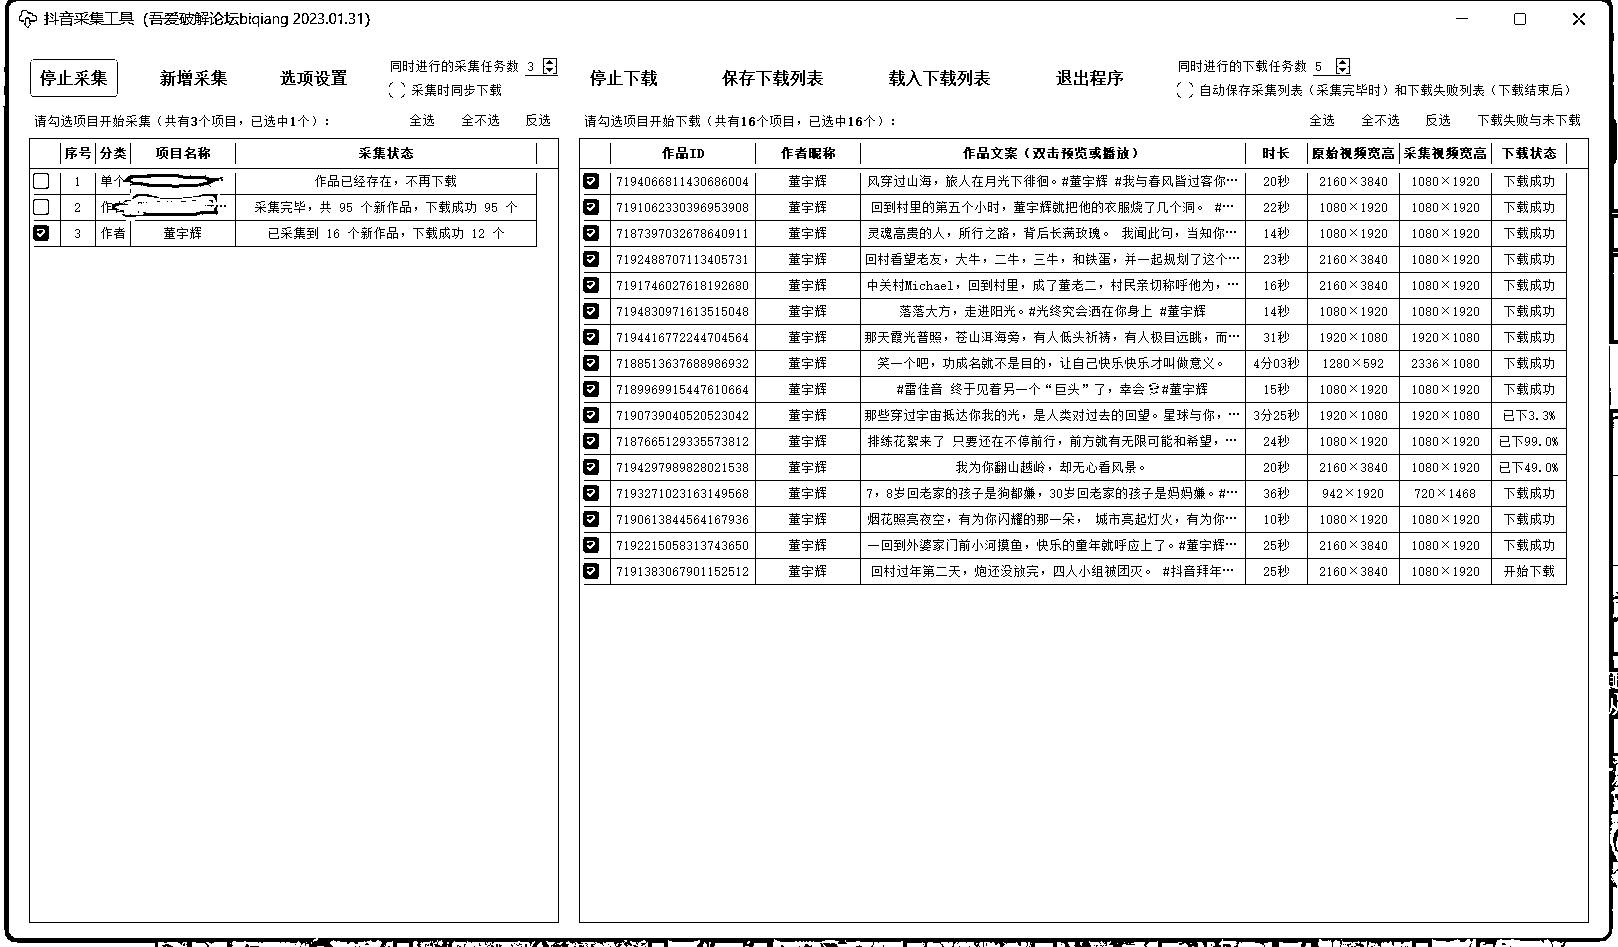 抖音采集工具（吾爱破解论坛biqiang 2023.01.31）
停止采集 新增采集 选项设置 同时进行的采集任务数 3 停止下载 保存下载列表 载入下载列表 退出程序 同时进行的下载任务数 5
采集时同步下载 自动保存采集列表（采集完毕时）和下载失败列表（下载结束后）
请勾选项目开始采集（共有3个项目，已选中1个）： 全选 全不选 反选 请勾选项目开始下载（共有16个项目，已选中16个）： 全选 全不选 反选 下载失败与未下载
序号 分类 项目名称 采集状态
1 单个 作品已经存在，不再下载
2 作 … 采集完毕，共 95 个新作品，下载成功 95 个
3 作者 董宇辉 已采集到 16 个新作品，下载成功 12 个
作品ID 作者昵称 作品文案（双击预览或播放） 时长 原始视频宽高 采集视频宽高 下载状态
7194066811430686004 董宇辉 风穿过山海，旅人在月光下徘徊。#董宇辉 #我与春风皆过客你… 20秒 2160×3840 1080×1920 下载成功
7191062330396953908 董宇辉 回到村里的第五个小时，董宇辉就把他的衣服烧了几个洞。 #… 22秒 1080×1920 1080×1920 下载成功
7187397032678640911 董宇辉 灵魂高贵的人，所行之路，背后长满玫瑰。 我闻此句，当知你… 14秒 1080×1920 1080×1920 下载成功
7192488707113405731 董宇辉 回村看望老友，大牛，二牛，三牛，和铁蛋，并一起规划了这个… 23秒 2160×3840 1080×1920 下载成功
7191746027618192680 董宇辉 中关村Michael，回到村里，成了董老二，村民亲切称呼他为，… 16秒 2160×3840 1080×1920 下载成功
7194830971613515048 董宇辉 落落大方，走进阳光。#光终究会洒在你身上 #董宇辉 14秒 1080×1920 1080×1920 下载成功
7194416772244704564 董宇辉 那天霞光普照，苍山洱海旁，有人低头祈祷，有人极目远眺，而… 31秒 1920×1080 1920×1080 下载成功
7188513637688986932 董宇辉 笑一个吧，功成名就不是目的，让自己快乐快乐才叫做意义。 4分03秒 1280×592 2336×1080 下载成功
7189969915447610664 董宇辉 #雷佳音 终于见着另一个“巨头”了，幸会#董宇辉 15秒 1080×1920 1080×1920 下载成功
7190739040520523042 董宇辉 那些穿过宇宙抵达你我的光，是人类对过去的回望。星球与你，… 3分25秒 1920×1080 1920×1080 已下3.3%
7187665129335573812 董宇辉 排练花絮来了 只要还在不停前行，前方就有无限可能和希望，… 24秒 1080×1920 1080×1920 已下99.0%
7194297989828021538 董宇辉 我为你翻山越岭，却无心看风景。 20秒 2160×3840 1080×1920 已下49.0%
7193271023163149568 董宇辉 7，8岁回老家的孩子是狗都嫌，30岁回老家的孩子是妈妈嫌。#… 36秒 942×1920 720×1468 下载成功
7190613844564167936 董宇辉 烟花照亮夜空，有为你闪耀的那一朵， 城市亮起灯火，有为你… 10秒 1080×1920 1080×1920 下载成功
7192215058313743650 董宇辉 一回到外婆家门前小河摸鱼，快乐的童年就呼应上了。#董宇辉… 25秒 2160×3840 1080×1920 下载成功
7191383067901152512 董宇辉 回村过年第二天，炮还没放完，四人小组被团灭。 #抖音拜年… 25秒 2160×3840 1080×1920 开始下载